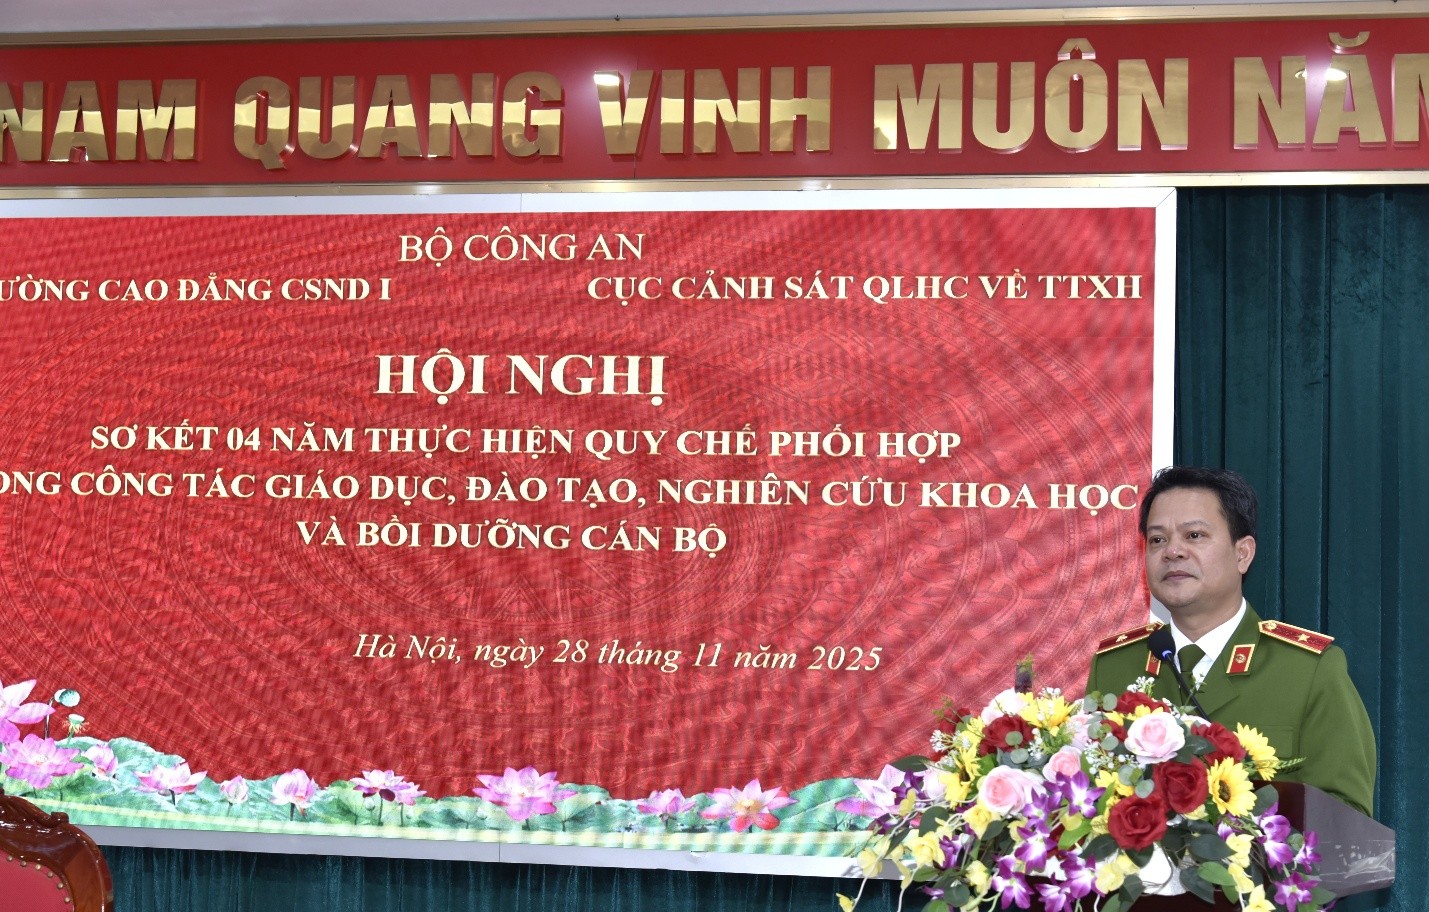 NAM QUANG VINH MUÔN NĂM
BỘ CÔNG AN
ƯỜNG CAO ĐẲNG CSND I CỤC CẢNH SÁT QLHC VỀ TTXH
HỘI NGHỊ
SƠ KẾT 04 NĂM THỰC HIỆN QUY CHẾ PHỐI HỢP
ONG CÔNG TÁC GIÁO DỤC, ĐÀO TẠO, NGHIÊN CỨU KHOA HỌC
VÀ BỒI DƯỠNG CÁN BỘ
Hà Nội, ngày 28 tháng 11 năm 2025